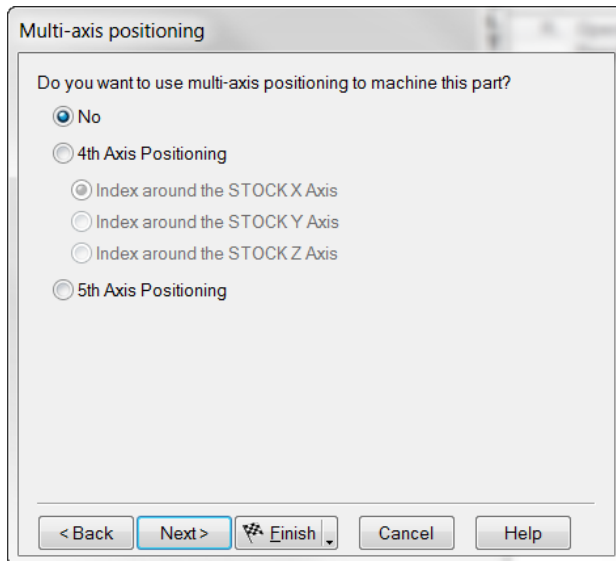 Multi-axis positioning
Do you want to use multi-axis positioning to machine this part?
No
4th Axis Positioning
Index around the STOCK X Axis
Index around the STOCK Y Axis
Index around the STOCK Z Axis
5th Axis Positioning
< Back Next > Finish Cancel Help